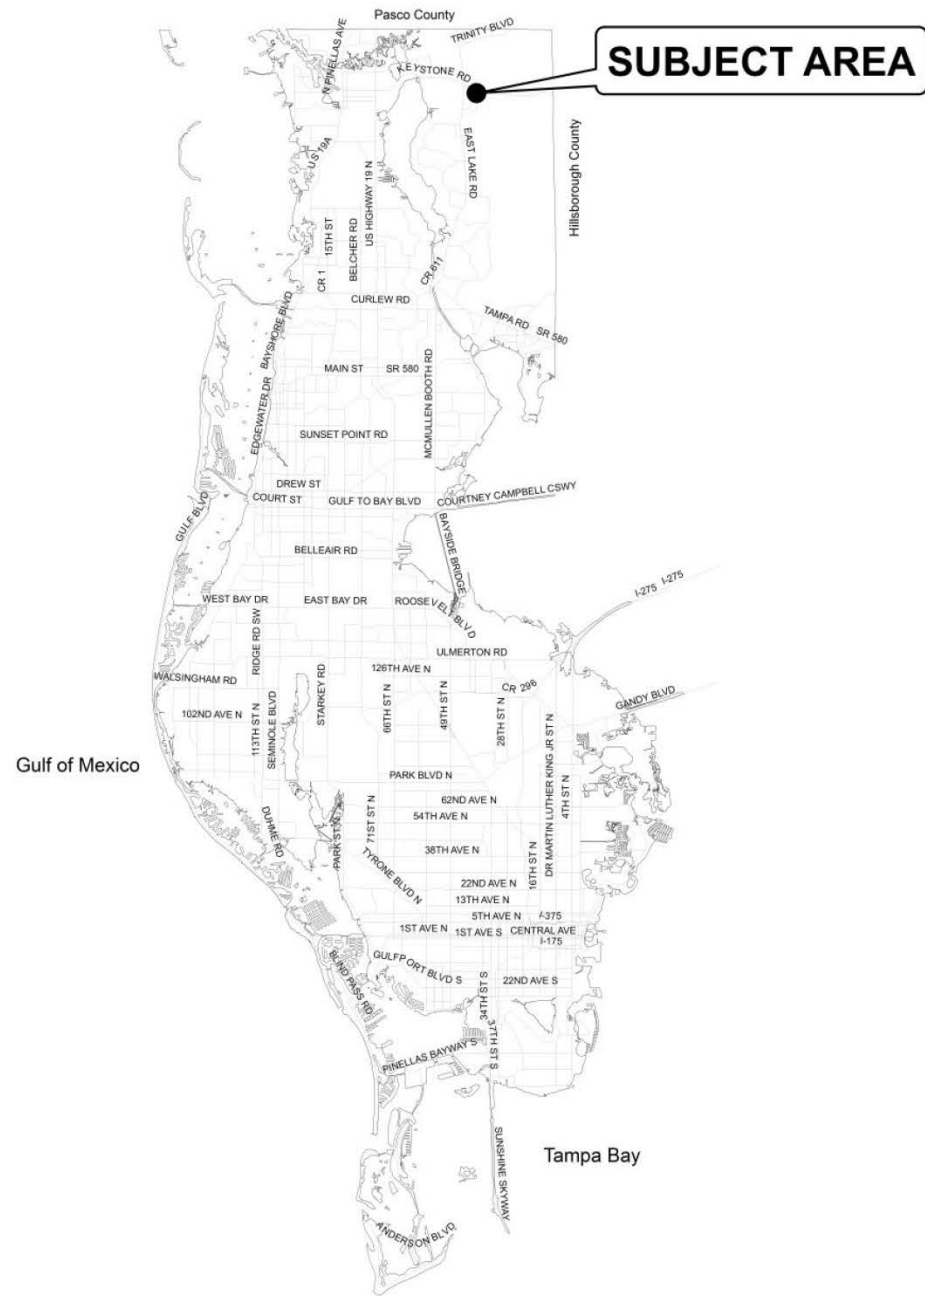 Pasco County
TRINITY BLVD
SUBJECT AREA
N PINELLAS AVE
KEYSTONE RD
Hillsborough County
US 19A
US HIGHWAY 19 N
EAST LAKE RD
15TH ST
BELCHER RD
CR 1
CR 611
CURLEW RD
TAMPA RD SR 580
BAYSHORE BLVD
EDGEWATER DR
MAIN ST SR 580
MCMULLEN BOOTH RD
SUNSET POINT RD
DREW ST
COURT ST GULF TO BAY BLVD COURTNEY CAMPBELL CSWY
GULF BLVD
BAYSIDE BRIDGE
BELLEAIR RD
I-275 I-275
WEST BAY DR EAST BAY DR ROOSEVELT BLVD
RIDGE RD SW
ULMERTON RD
126TH AVE N
WALSINGHAM RD
STARKEY RD
CR 296
GANDY BLVD
102ND AVE N
113TH ST N
SEMINOLE BLVD
66TH ST N
49TH ST N
28TH ST N
DR MARTIN LUTHER KING JR ST N
4TH ST N
Gulf of Mexico
PARK BLVD N
62ND AVE N
54TH AVE N
DUHME RD
PARK ST N
71ST ST N
38TH AVE N
16TH ST N
TYRONE BLVD N
22ND AVE N
13TH AVE N
5TH AVE N I-375
1ST AVE N 1ST AVE S CENTRAL AVE
I-175
BLIND PASS RD
GULFPORT BLVD S
22ND AVE S
34TH ST S
37TH ST S
PINELLAS BAYWAY S
SUNSHINE SKYWAY
Tampa Bay
ANDERSON BLVD